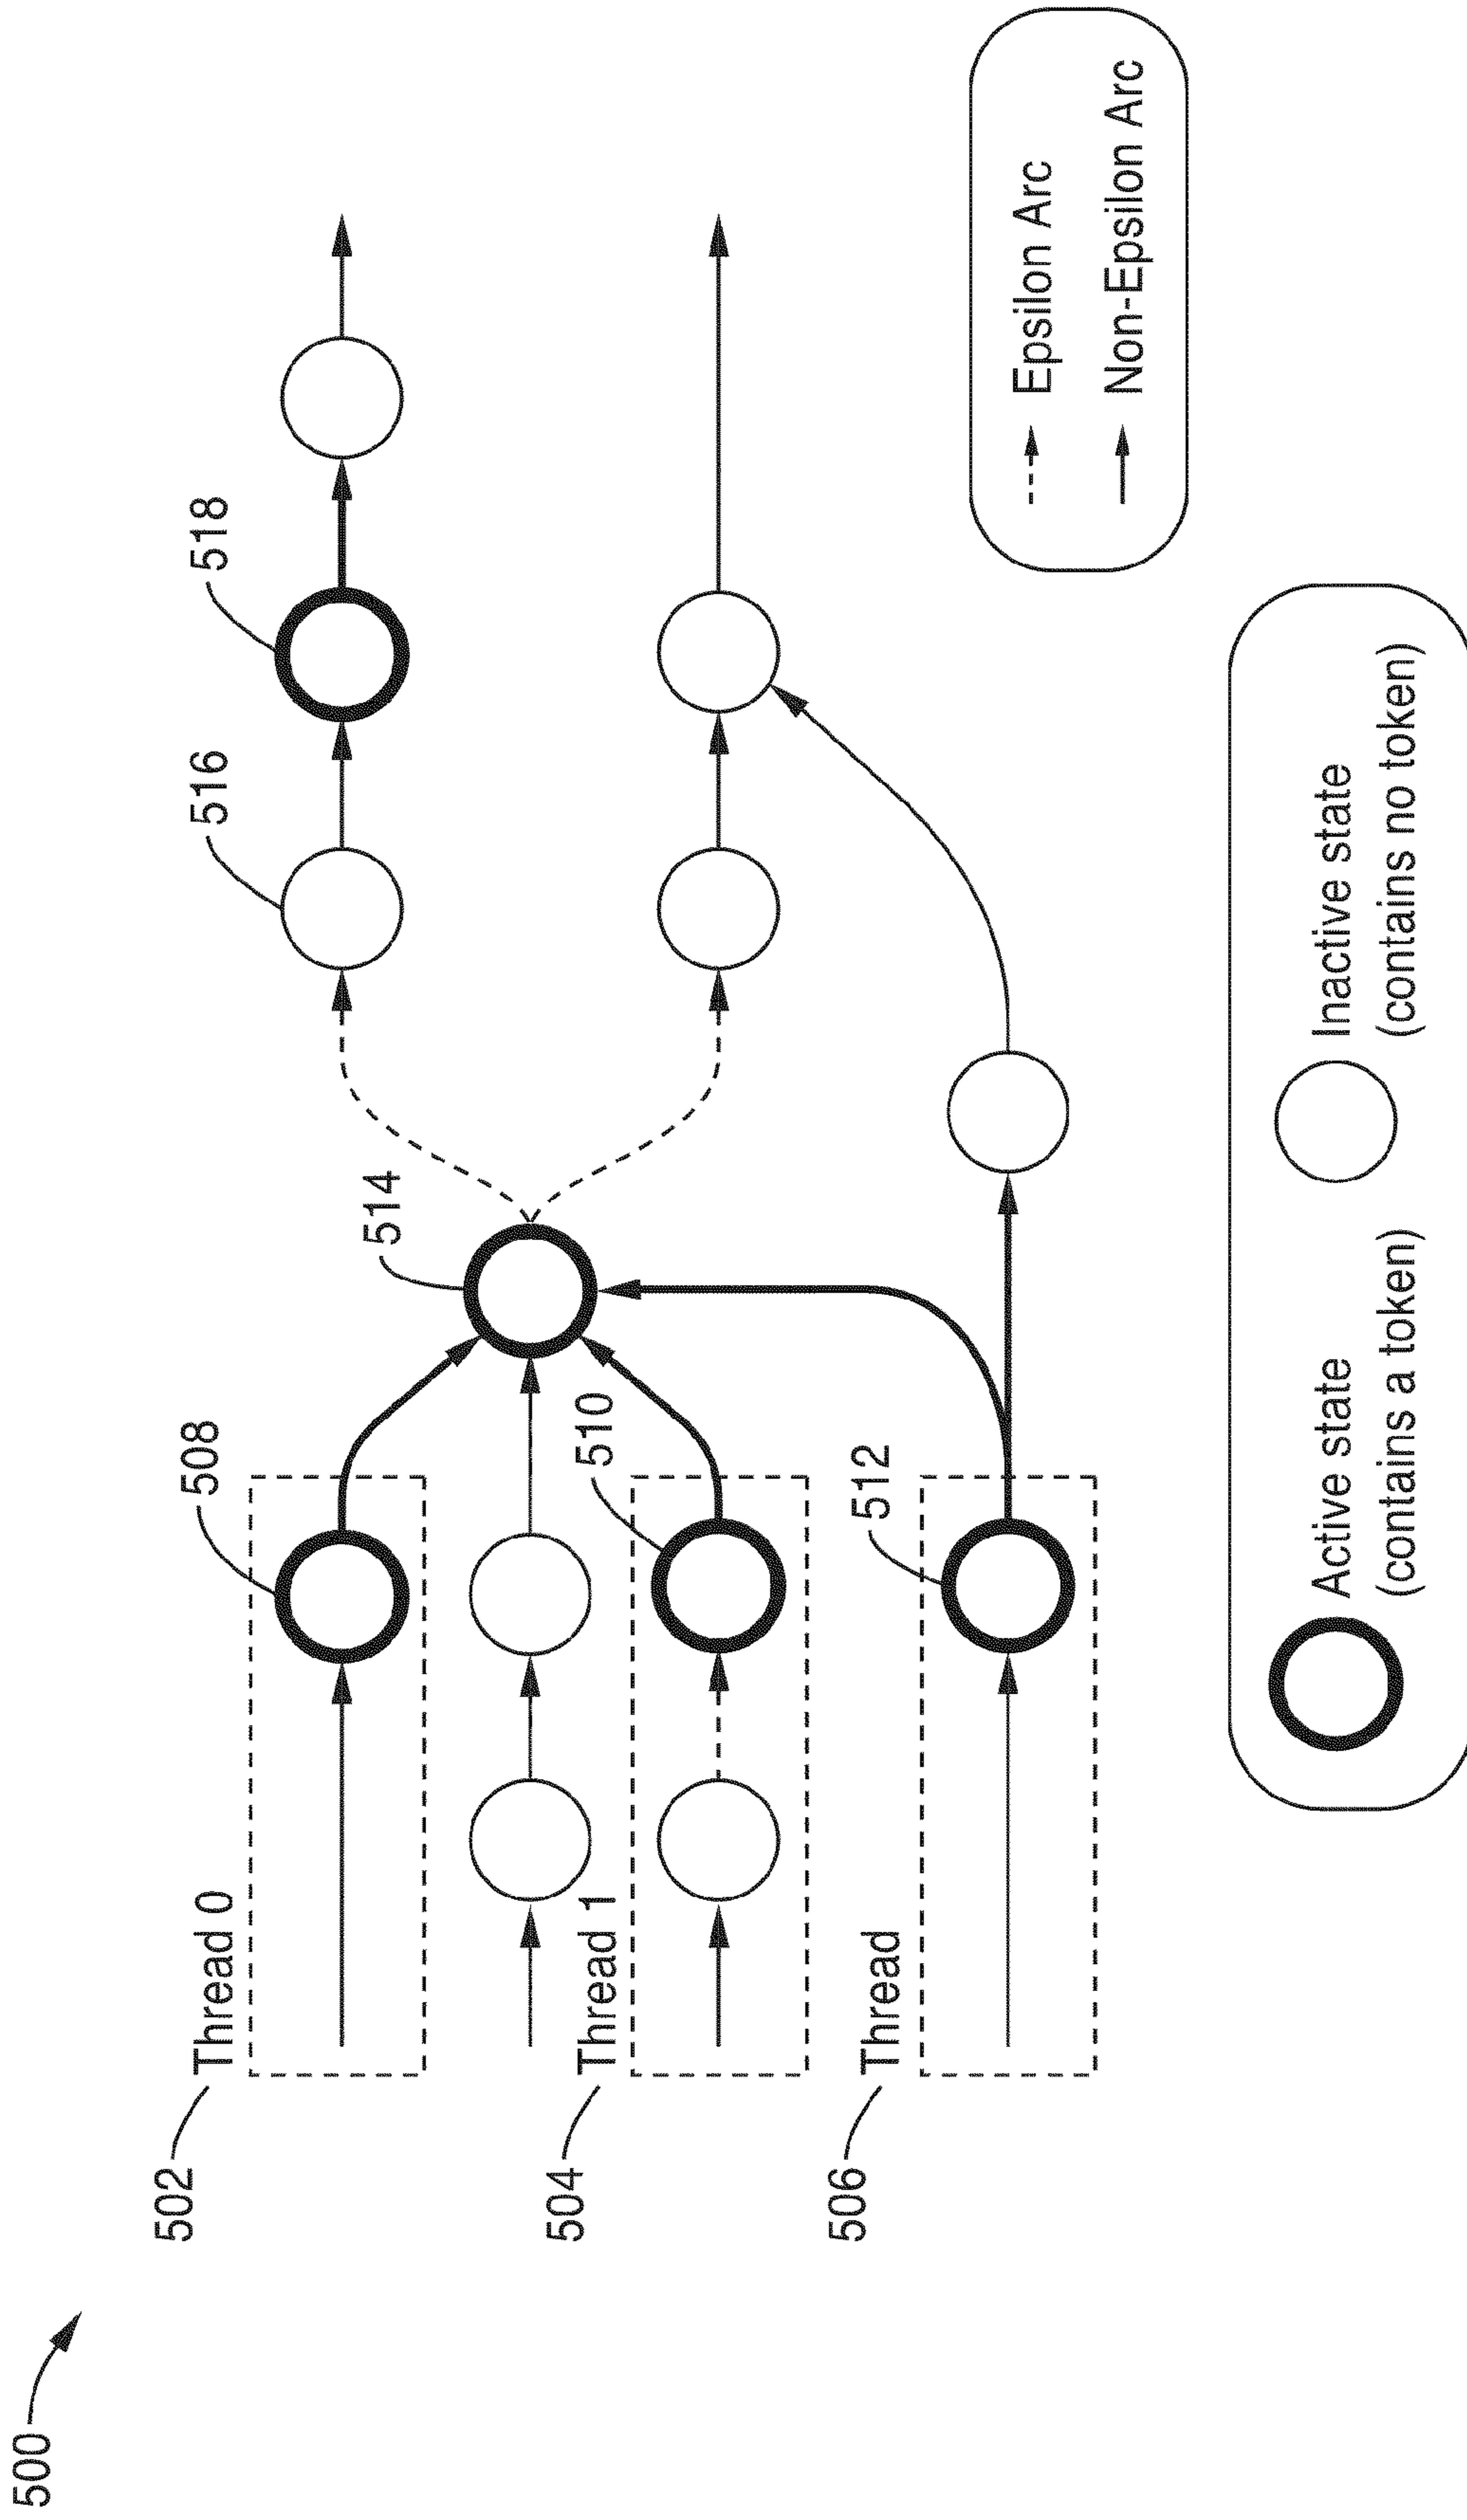 500
502
Thread 0
508
514
516
518
504
Thread 1
510
506
Thread
512
Epsilon Arc
Non-Epsilon Arc
Active state
(contains a token)
Inactive state
(contains no token)